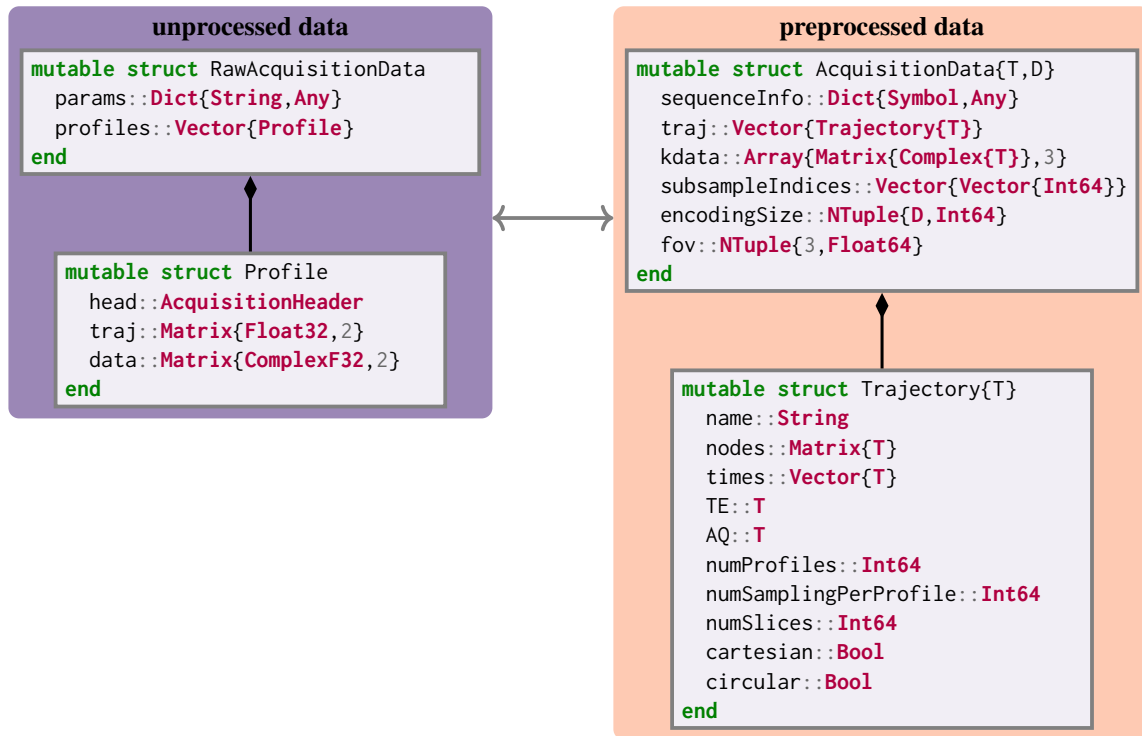 unprocessed data
mutable struct RawAcquisitionData
  params::Dict{String,Any}
  profiles::Vector{Profile}
end
mutable struct Profile
  head::AcquisitionHeader
  traj::Matrix{Float32,2}
  data::Matrix{ComplexF32,2}
end
preprocessed data
mutable struct AcquisitionData{T,D}
  sequenceInfo::Dict{Symbol,Any}
  traj::Vector{Trajectory{T}}
  kdata::Array{Matrix{Complex{T}},3}
  subsampleIndices::Vector{Vector{Int64}}
  encodingSize::NTuple{D,Int64}
  fov::NTuple{3,Float64}
end
mutable struct Trajectory{T}
  name::String
  nodes::Matrix{T}
  times::Vector{T}
  TE::T
  AQ::T
  numProfiles::Int64
  numSamplingPerProfile::Int64
  numSlices::Int64
  cartesian::Bool
  circular::Bool
end